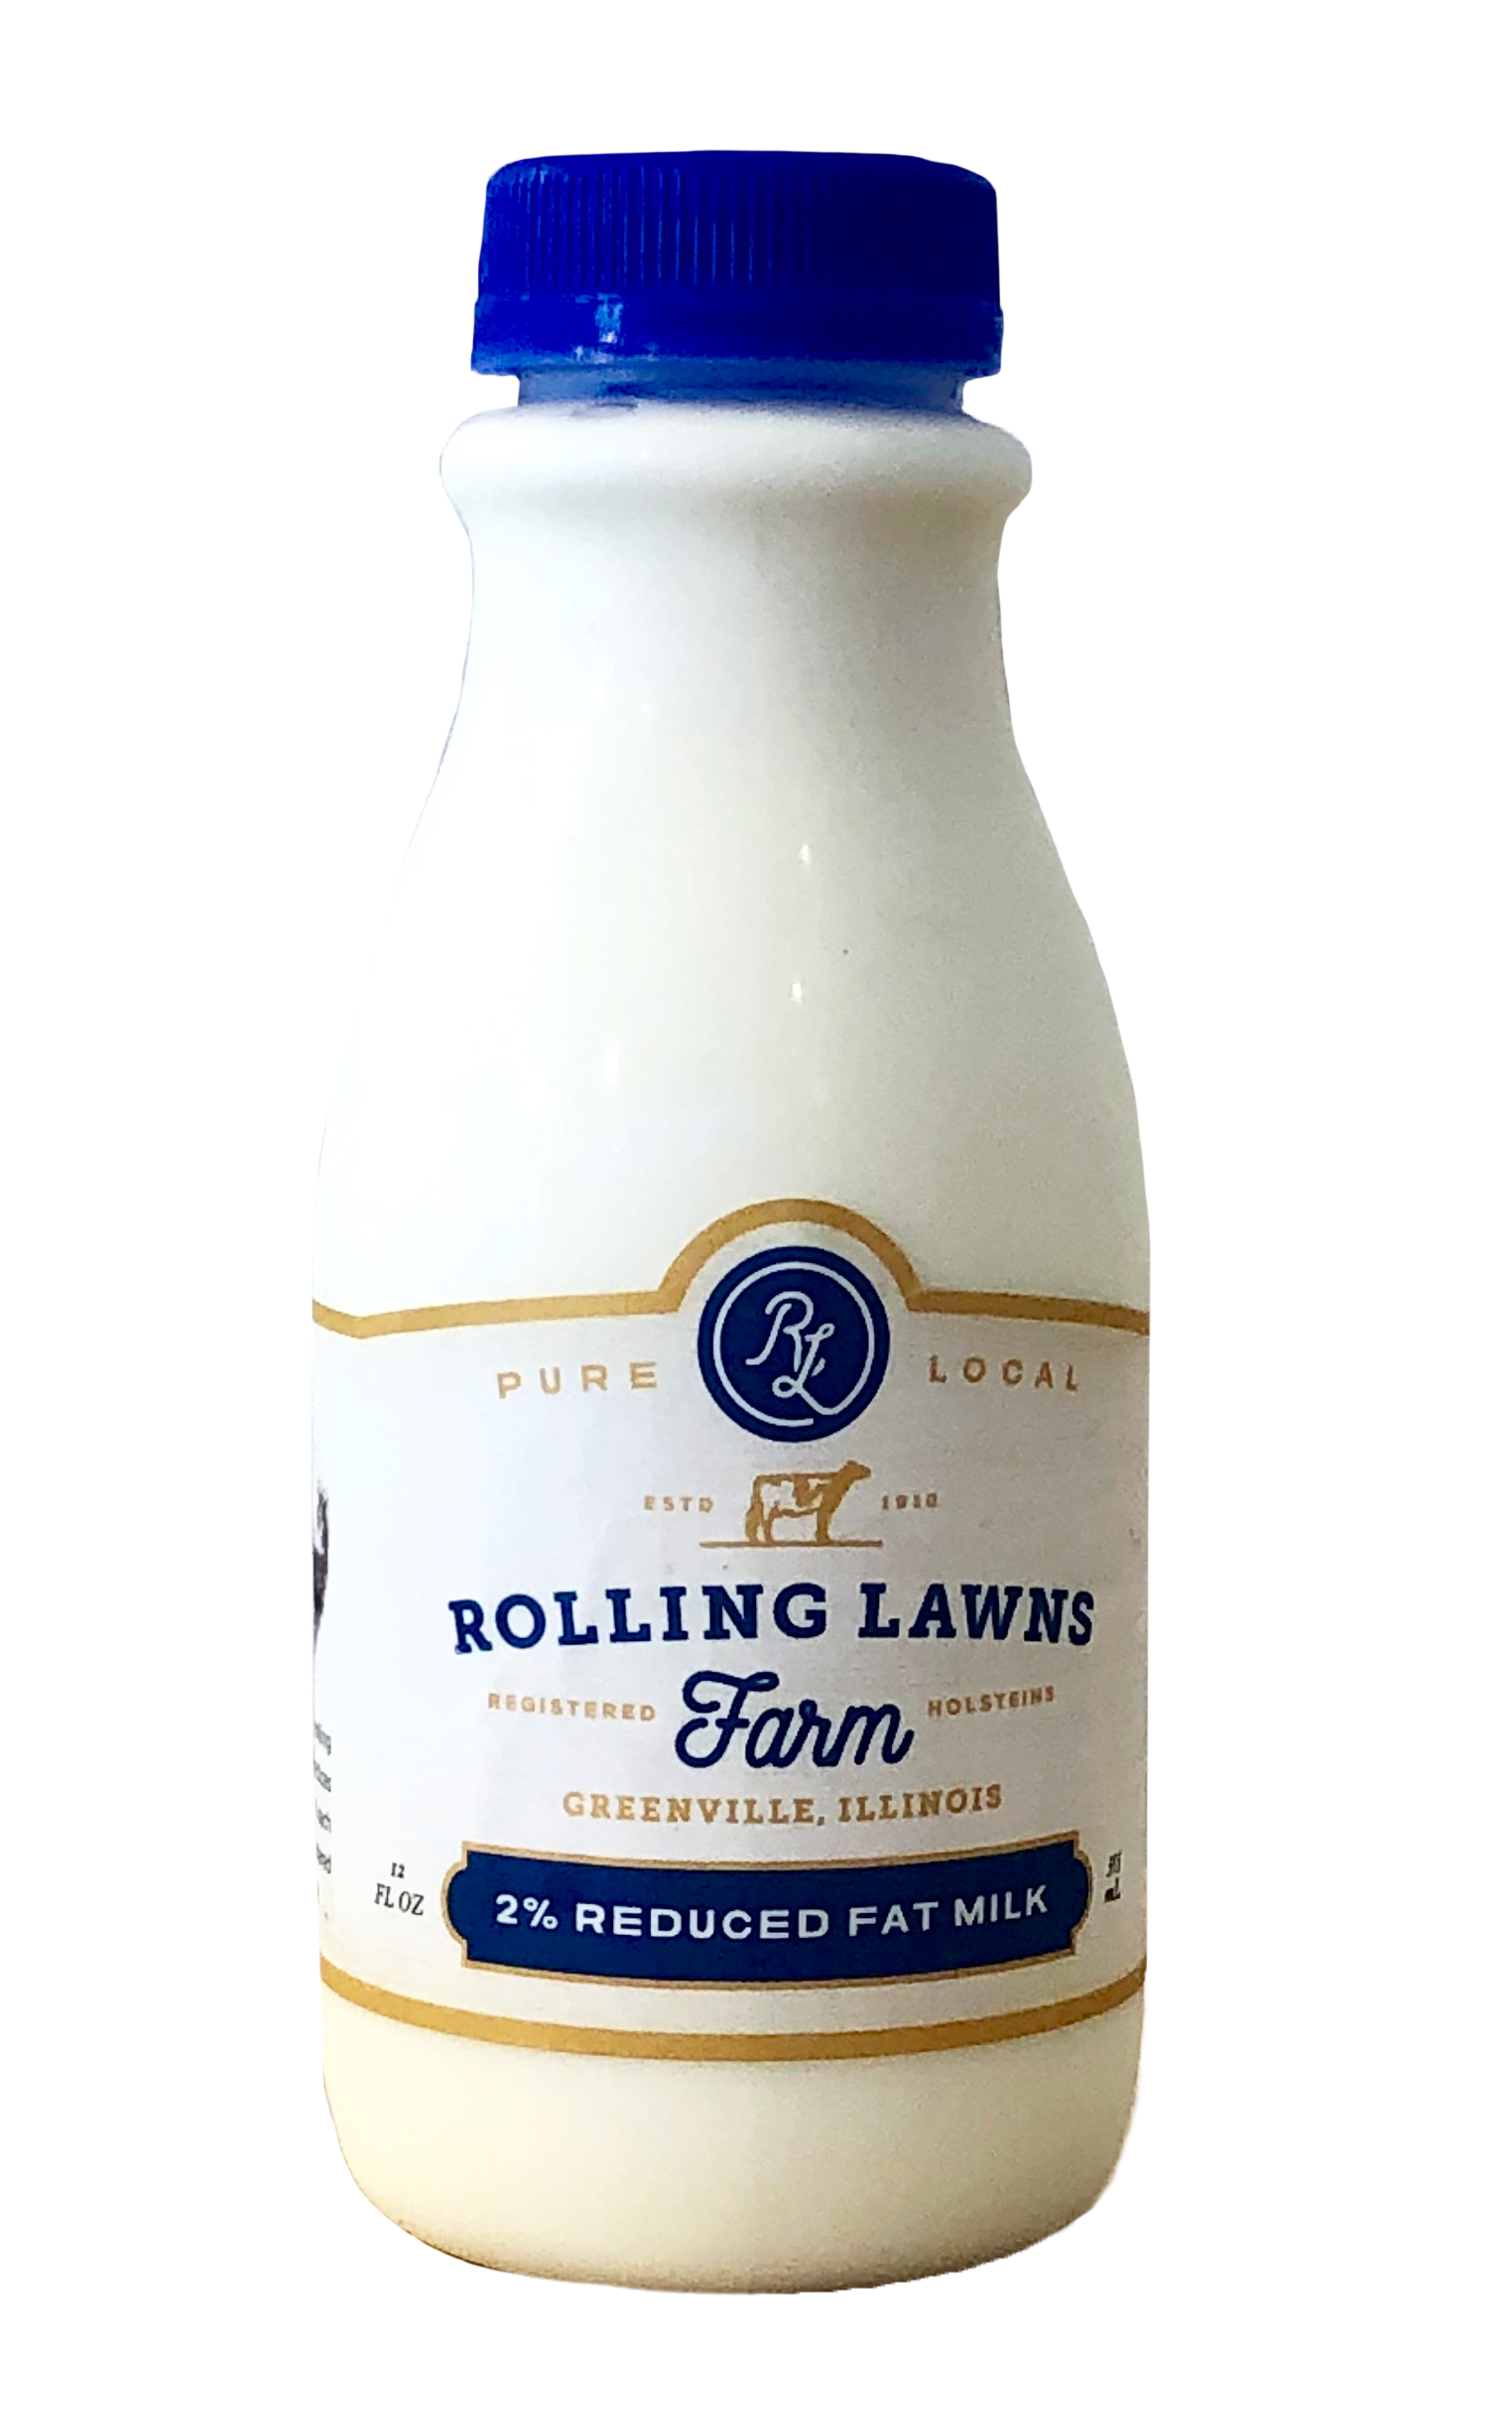 RL
PURE LOCAL
ESTD 1910
ROLLING LAWNS
REGISTERED Farm HOLSTEINS
GREENVILLE, ILLINOIS
12
FL OZ
2% REDUCED FAT MILK
mL